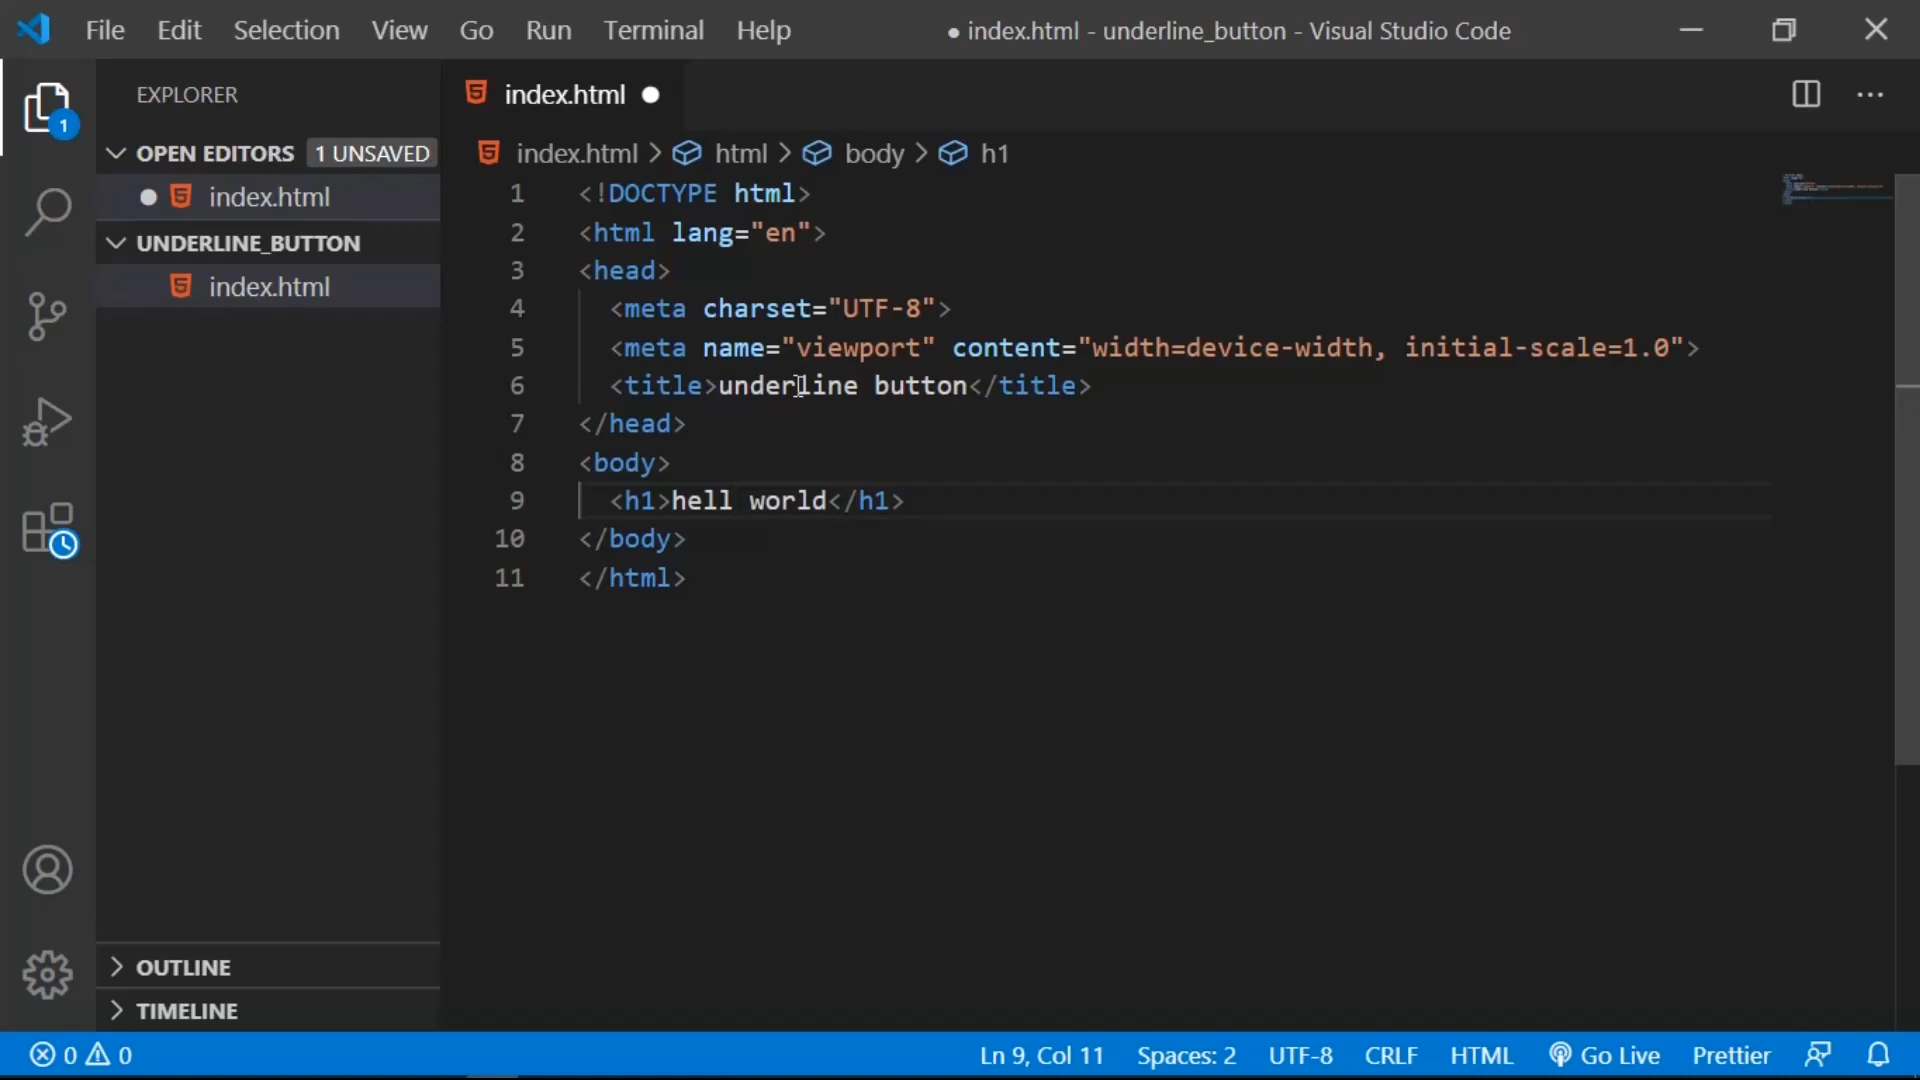 File Edit Selection View Go Run Terminal Help
● index.html - underline_button - Visual Studio Code
EXPLORER
index.html ●
OPEN EDITORS 1 UNSAVED
index.html > html > body > h1
● index.html
UNDERLINE_BUTTON
index.html
1 <!DOCTYPE html>
2 <html lang="en">
3 <head>
4 <meta charset="UTF-8">
5 <meta name="viewport" content="width=device-width, initial-scale=1.0">
6 <title>underline button</title>
7 </head>
8 <body>
9 <h1>hell world</h1>
10 </body>
11 </html>
1
OUTLINE
TIMELINE
0 0 Ln 9, Col 11 Spaces: 2 UTF-8 CRLF HTML Go Live Prettier